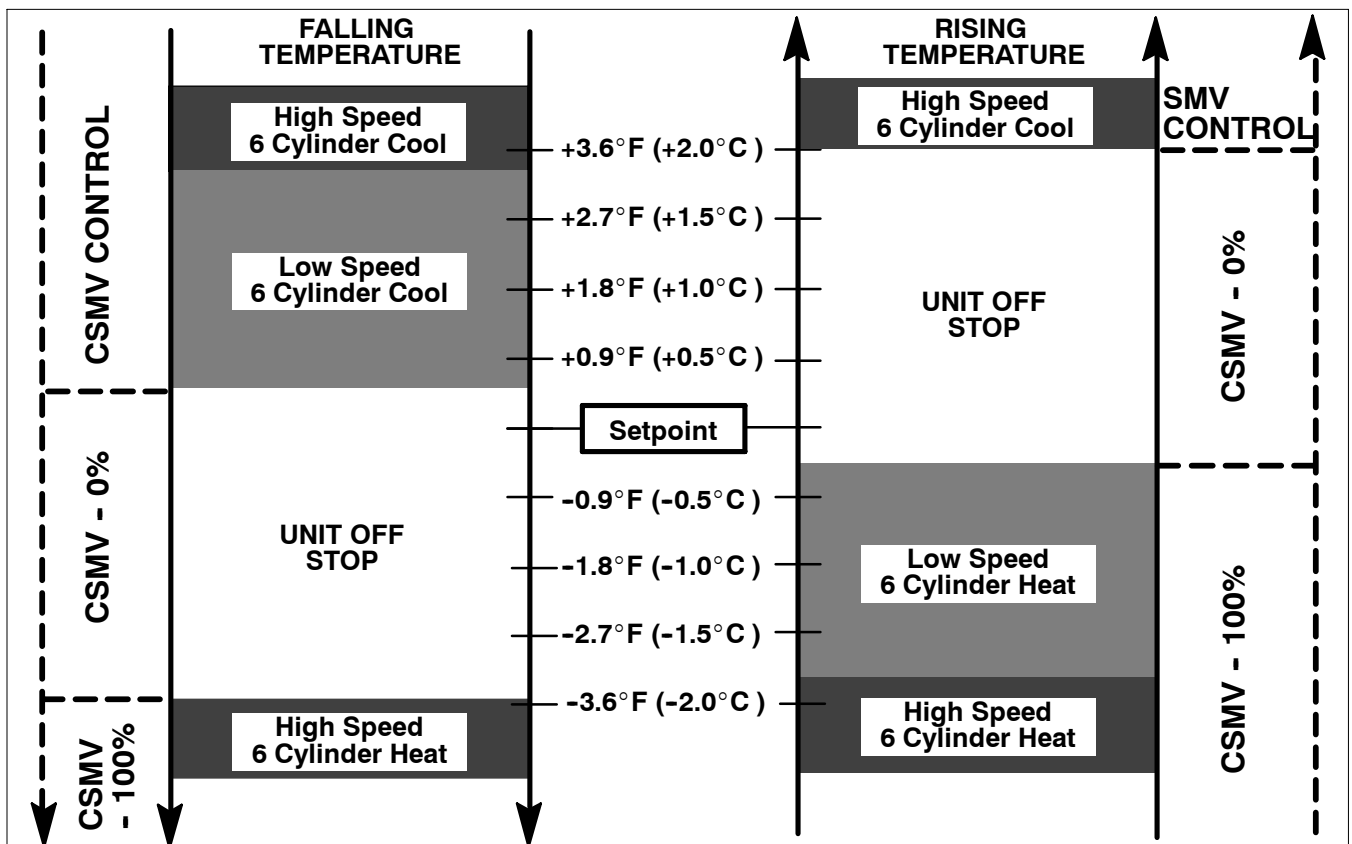 FALLING
TEMPERATURE
RISING
TEMPERATURE
High Speed
6 Cylinder Cool
High Speed
6 Cylinder Cool
SMV
CONTROL
CSMV CONTROL
+3.6°F (+2.0°C )
+2.7°F (+1.5°C )
Low Speed
6 Cylinder Cool
+1.8°F (+1.0°C )
+0.9°F (+0.5°C )
UNIT OFF
STOP
CSMV - 0%
Setpoint
CSMV - 0%
UNIT OFF
STOP
-0.9°F (-0.5°C )
-1.8°F (-1.0°C )
-2.7°F (-1.5°C )
-3.6°F (-2.0°C )
Low Speed
6 Cylinder Heat
CSMV - 100%
CSMV
- 100%
High Speed
6 Cylinder Heat
High Speed
6 Cylinder Heat